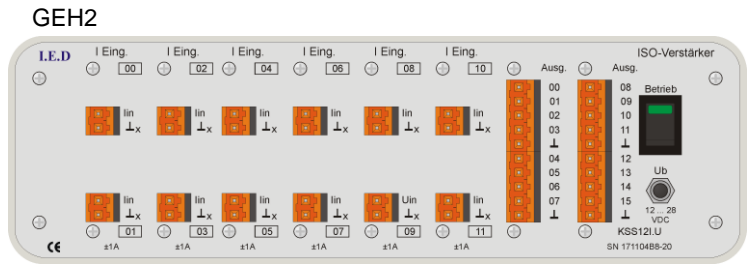 GEH2
I.E.D
I Eing. I Eing. I Eing. I Eing. I Eing. I Eing.
ISO-Verstärker
00 02 04 06 08 10
Ausg. Ausg.
00 08
01 09
02 10
03 11
⊥ ⊥
04 12
05 13
06 14
07 15
⊥ ⊥
Betrieb
Iin Iin Iin Iin Iin Iin
⊥x ⊥x ⊥x ⊥x ⊥x ⊥x
Iin Iin Iin Iin Uin Iin
⊥x ⊥x ⊥x ⊥x ⊥x ⊥x
01 03 05 07 09 11
±1A ±1A ±1A ±1A ±1A ±1A
CE
Ub
12 ... 28
VDC
KSS12I.U
SN 171104B8-20